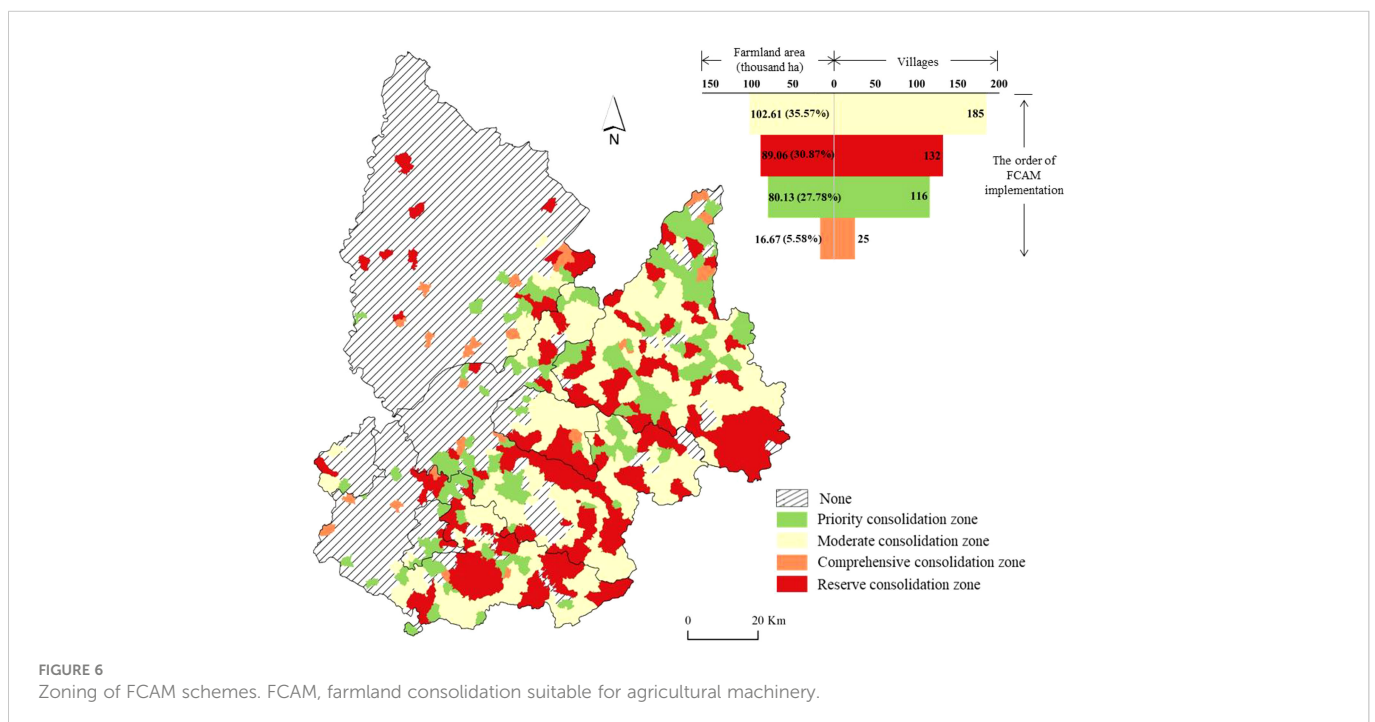 Farmland area
(thousand ha)
Villages
150 100 50 0 50 100 150 200
102.61 (35.57%) 185
89.06 (30.87%) 132
80.13 (27.78%) 116
16.67 (5.58%) 25
The order of
FCAM
implementation
N
None
Priority consolidation zone
Moderate consolidation zone
Comprehensive consolidation zone
Reserve consolidation zone
0 20 Km
FIGURE 6
Zoning of FCAM schemes. FCAM, farmland consolidation suitable for agricultural machinery.